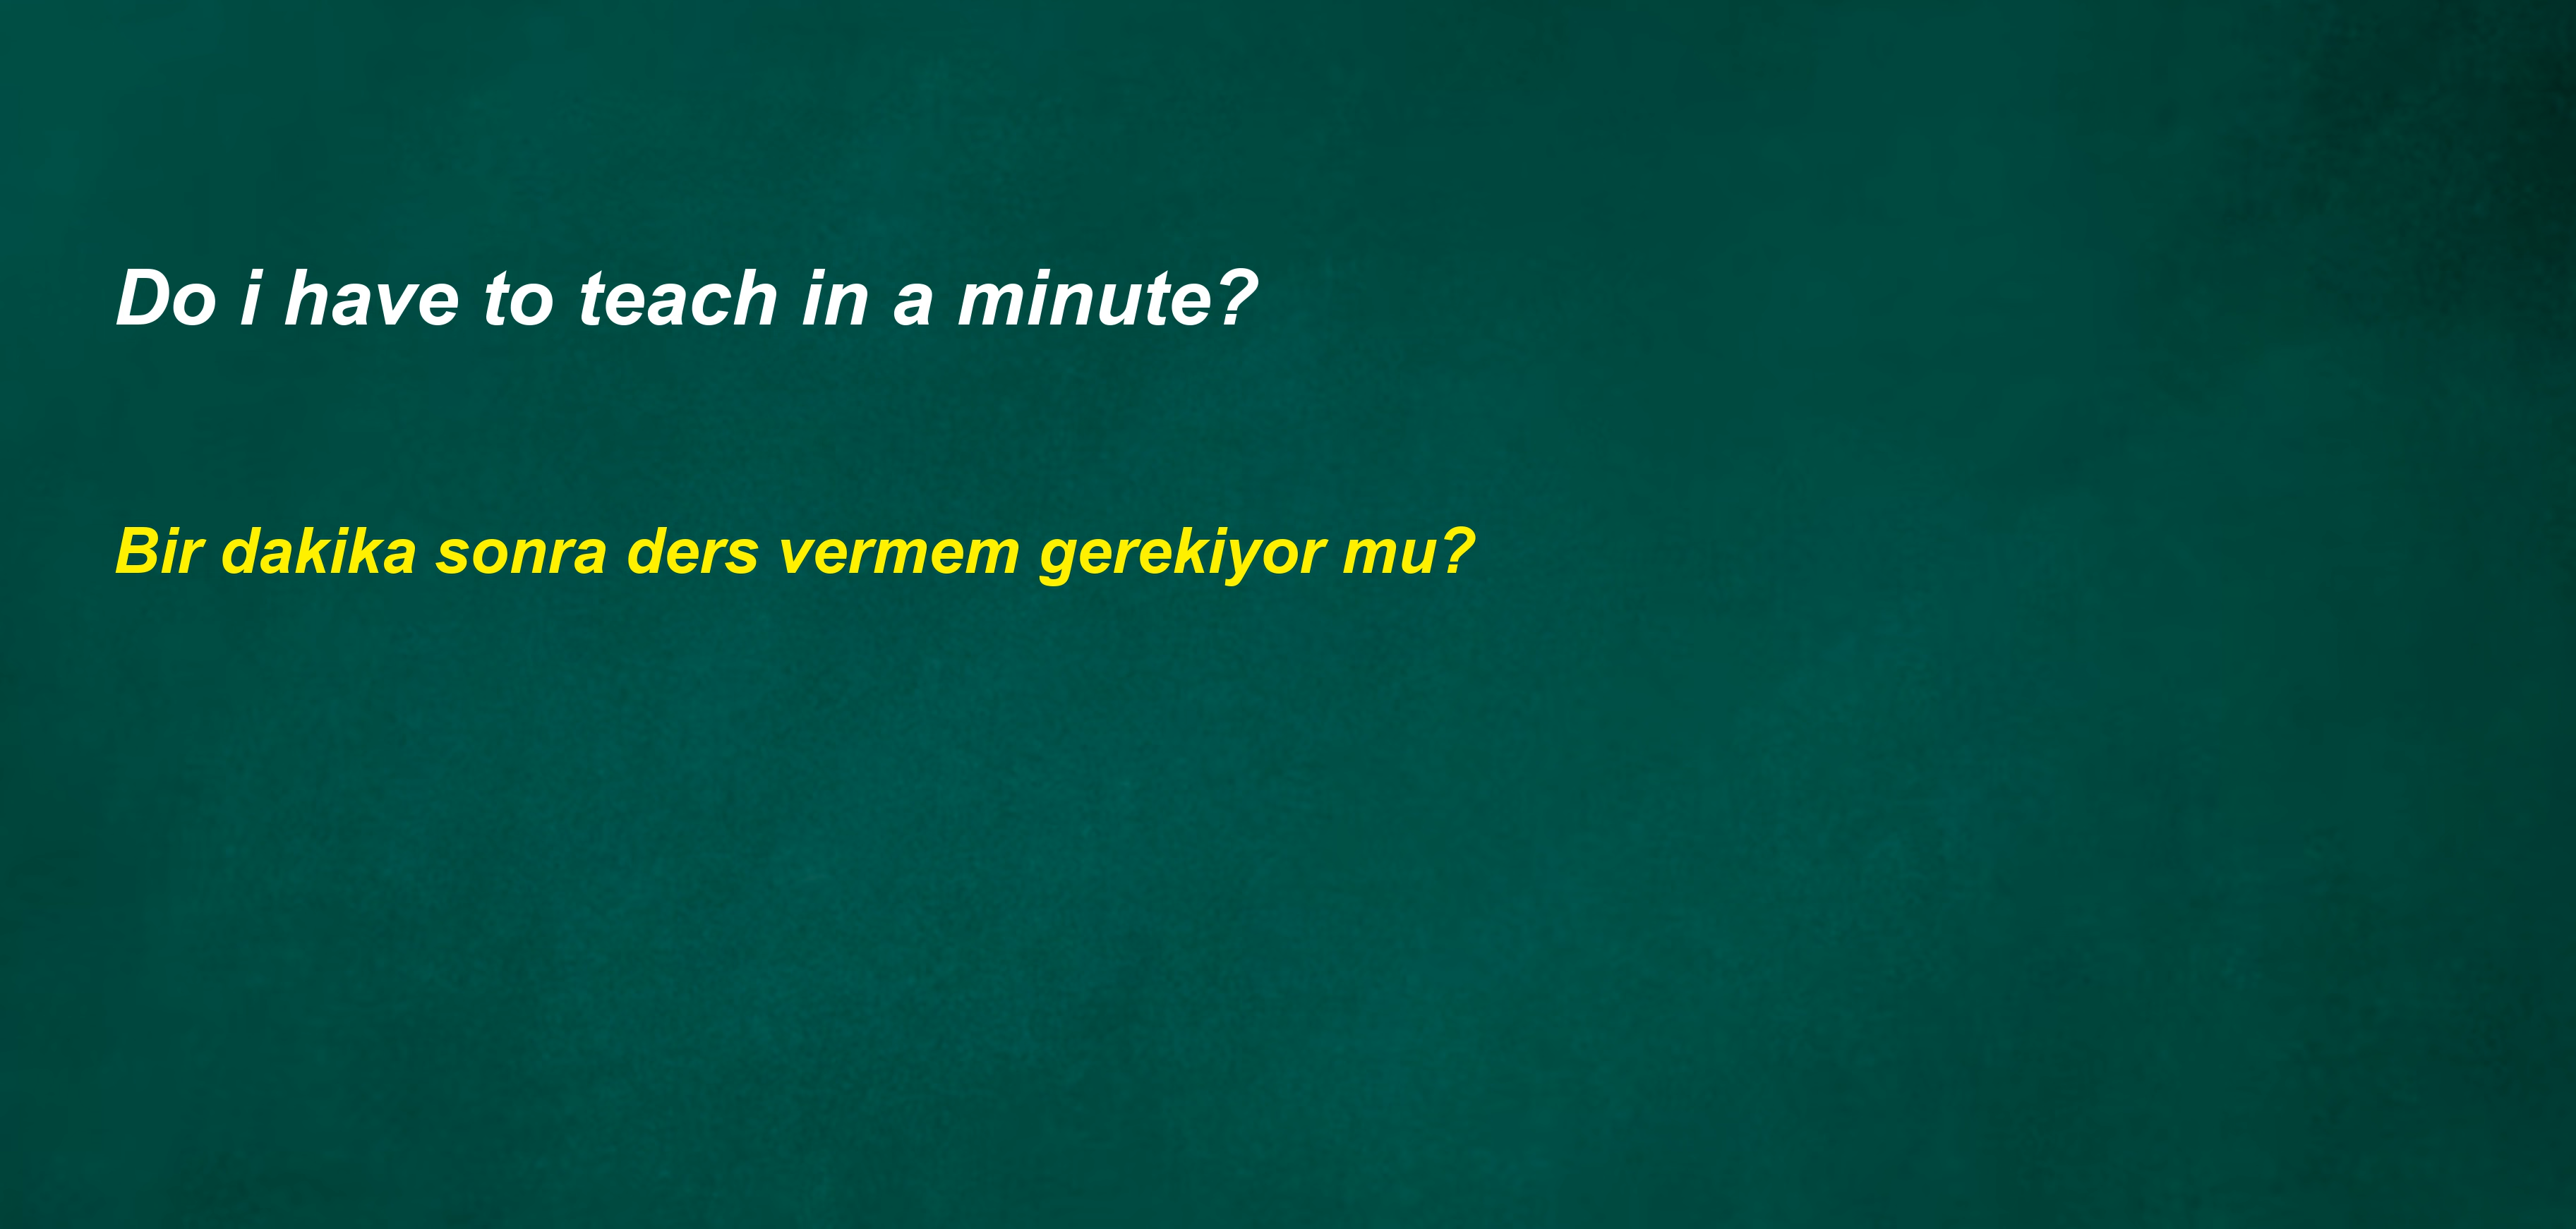 Do i have to teach in a minute?
Bir dakika sonra ders vermem gerekiyor mu?